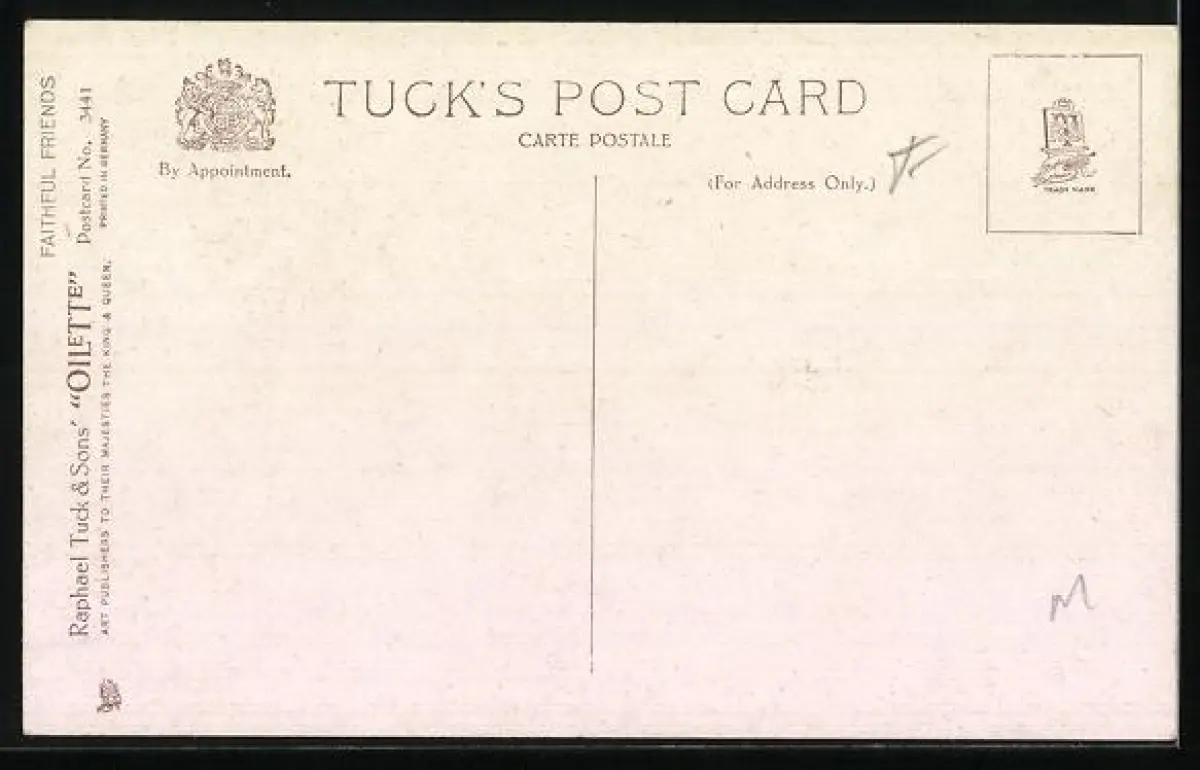 TUCK'S POST CARD
CARTE POSTALE
By Appointment.
(For Address Only.)
TRADE MARK
FAITHFUL FRIENDS
Raphael Tuck & Sons' "OILETTE" Postcard No. 3441
ART PUBLISHERS TO THEIR MAJESTIES THE KING & QUEEN. PRINTED IN GERMANY